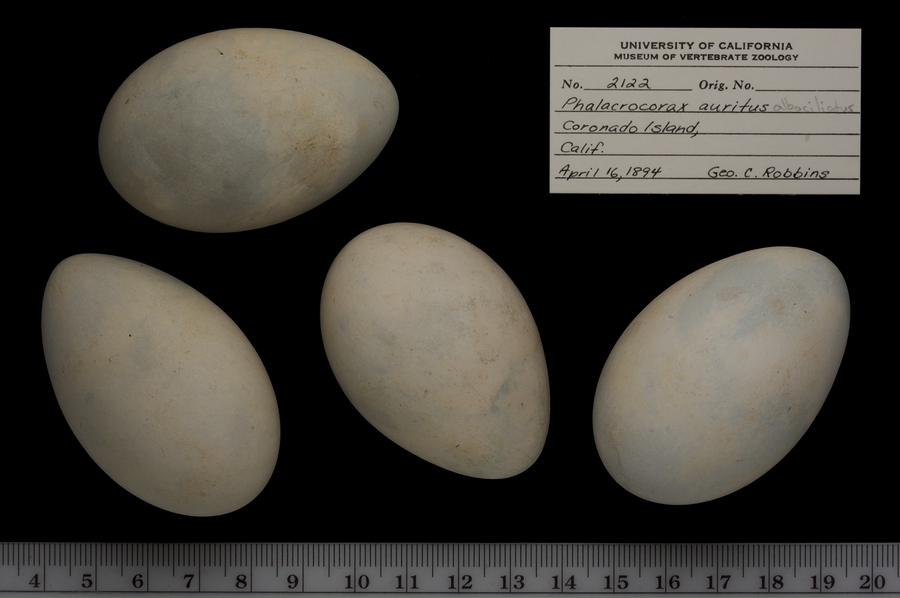 UNIVERSITY OF CALIFORNIA
MUSEUM OF VERTEBRATE ZOOLOGY
No. 2122 Orig. No.
Phalacrocorax auritus albociliatus
Coronado Island,
Calif.
April 16, 1894 Geo. C. Robbins
4 5 6 7 8 9 10 11 12 13 14 15 16 17 18 19 20